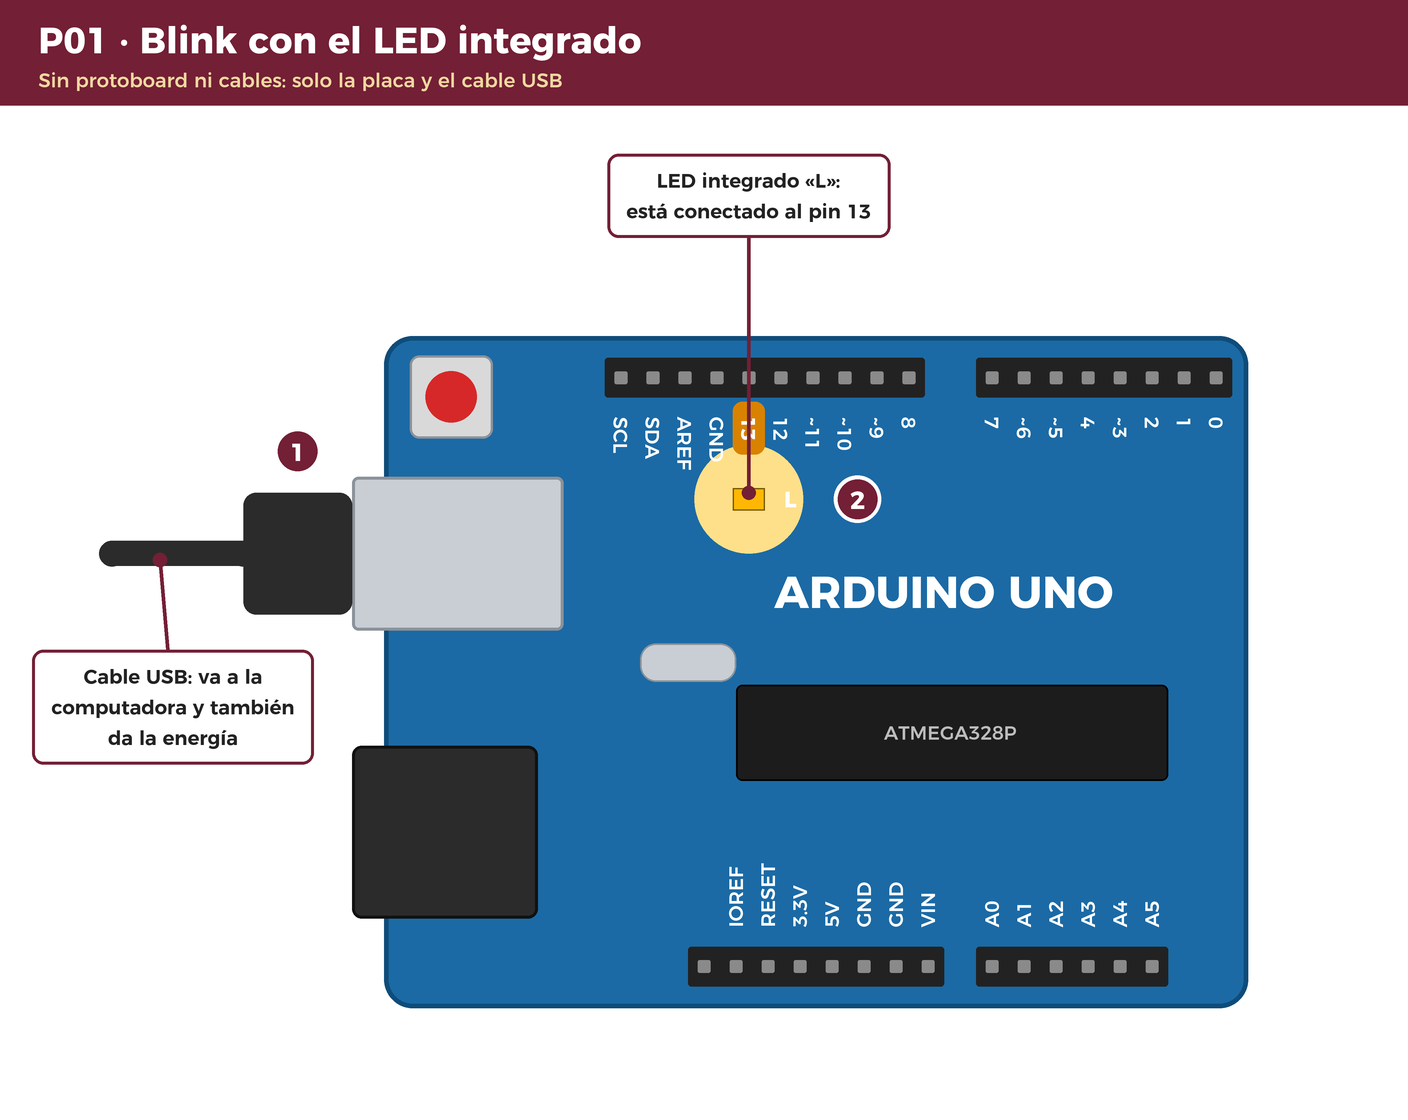 P01 · Blink con el LED integrado
Sin protoboard ni cables: solo la placa y el cable USB
LED integrado «L»:
está conectado al pin 13
SCL
SDA
AREF
GND
13
12
~11
~10
~9
8
7
~6
~5
4
~3
2
1
0
1
L
2
ARDUINO UNO
Cable USB: va a la
computadora y también
da la energía
ATMEGA328P
IOREF
RESET
3.3V
5V
GND
GND
VIN
A0
A1
A2
A3
A4
A5